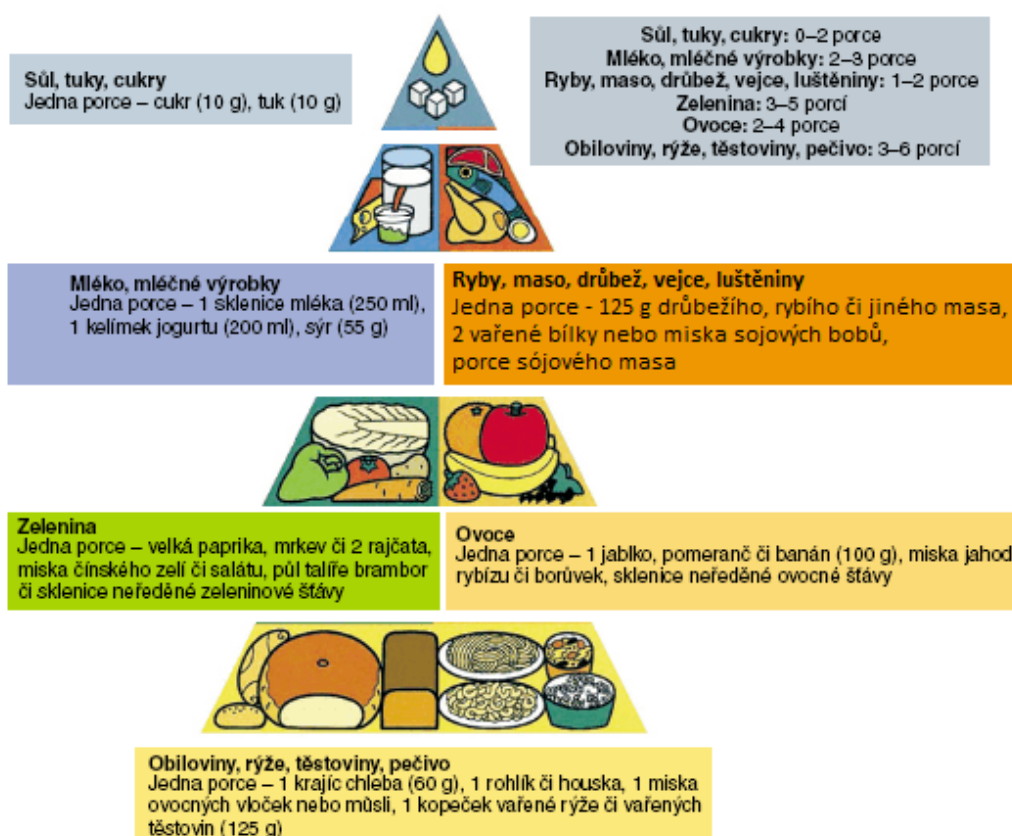 Sůl, tuky, cukry
Jedna porce – cukr (10 g), tuk (10 g)
Sůl, tuky, cukry: 0–2 porce
Mléko, mléčné výrobky: 2–3 porce
Ryby, maso, drůbež, vejce, luštěniny: 1–2 porce
Zelenina: 3–5 porcí
Ovoce: 2–4 porce
Obiloviny, rýže, těstoviny, pečivo: 3–6 porcí
Mléko, mléčné výrobky
Jedna porce – 1 sklenice mléka (250 ml),
1 kelímek jogurtu (200 ml), sýr (55 g)
Ryby, maso, drůbež, vejce, luštěniny
Jedna porce - 125 g drůbežího, rybího či jiného masa,
2 vařené bílky nebo miska sojových bobů,
porce sójového masa
Zelenina
Jedna porce – velká paprika, mrkev či 2 rajčata,
miska čínského zelí či salátu, půl talíře brambor
či sklenice neředěné zeleninové šťávy
Ovoce
Jedna porce – 1 jablko, pomeranč či banán (100 g), miska jahod
rybízu či borůvek, sklenice neředěné ovocné šťávy
Obiloviny, rýže, těstoviny, pečivo
Jedna porce – 1 krajíc chleba (60 g), 1 rohlík či houska, 1 miska
ovocných vloček nebo műsli, 1 kopeček vařené rýže či vařených
těstovin (125 g)